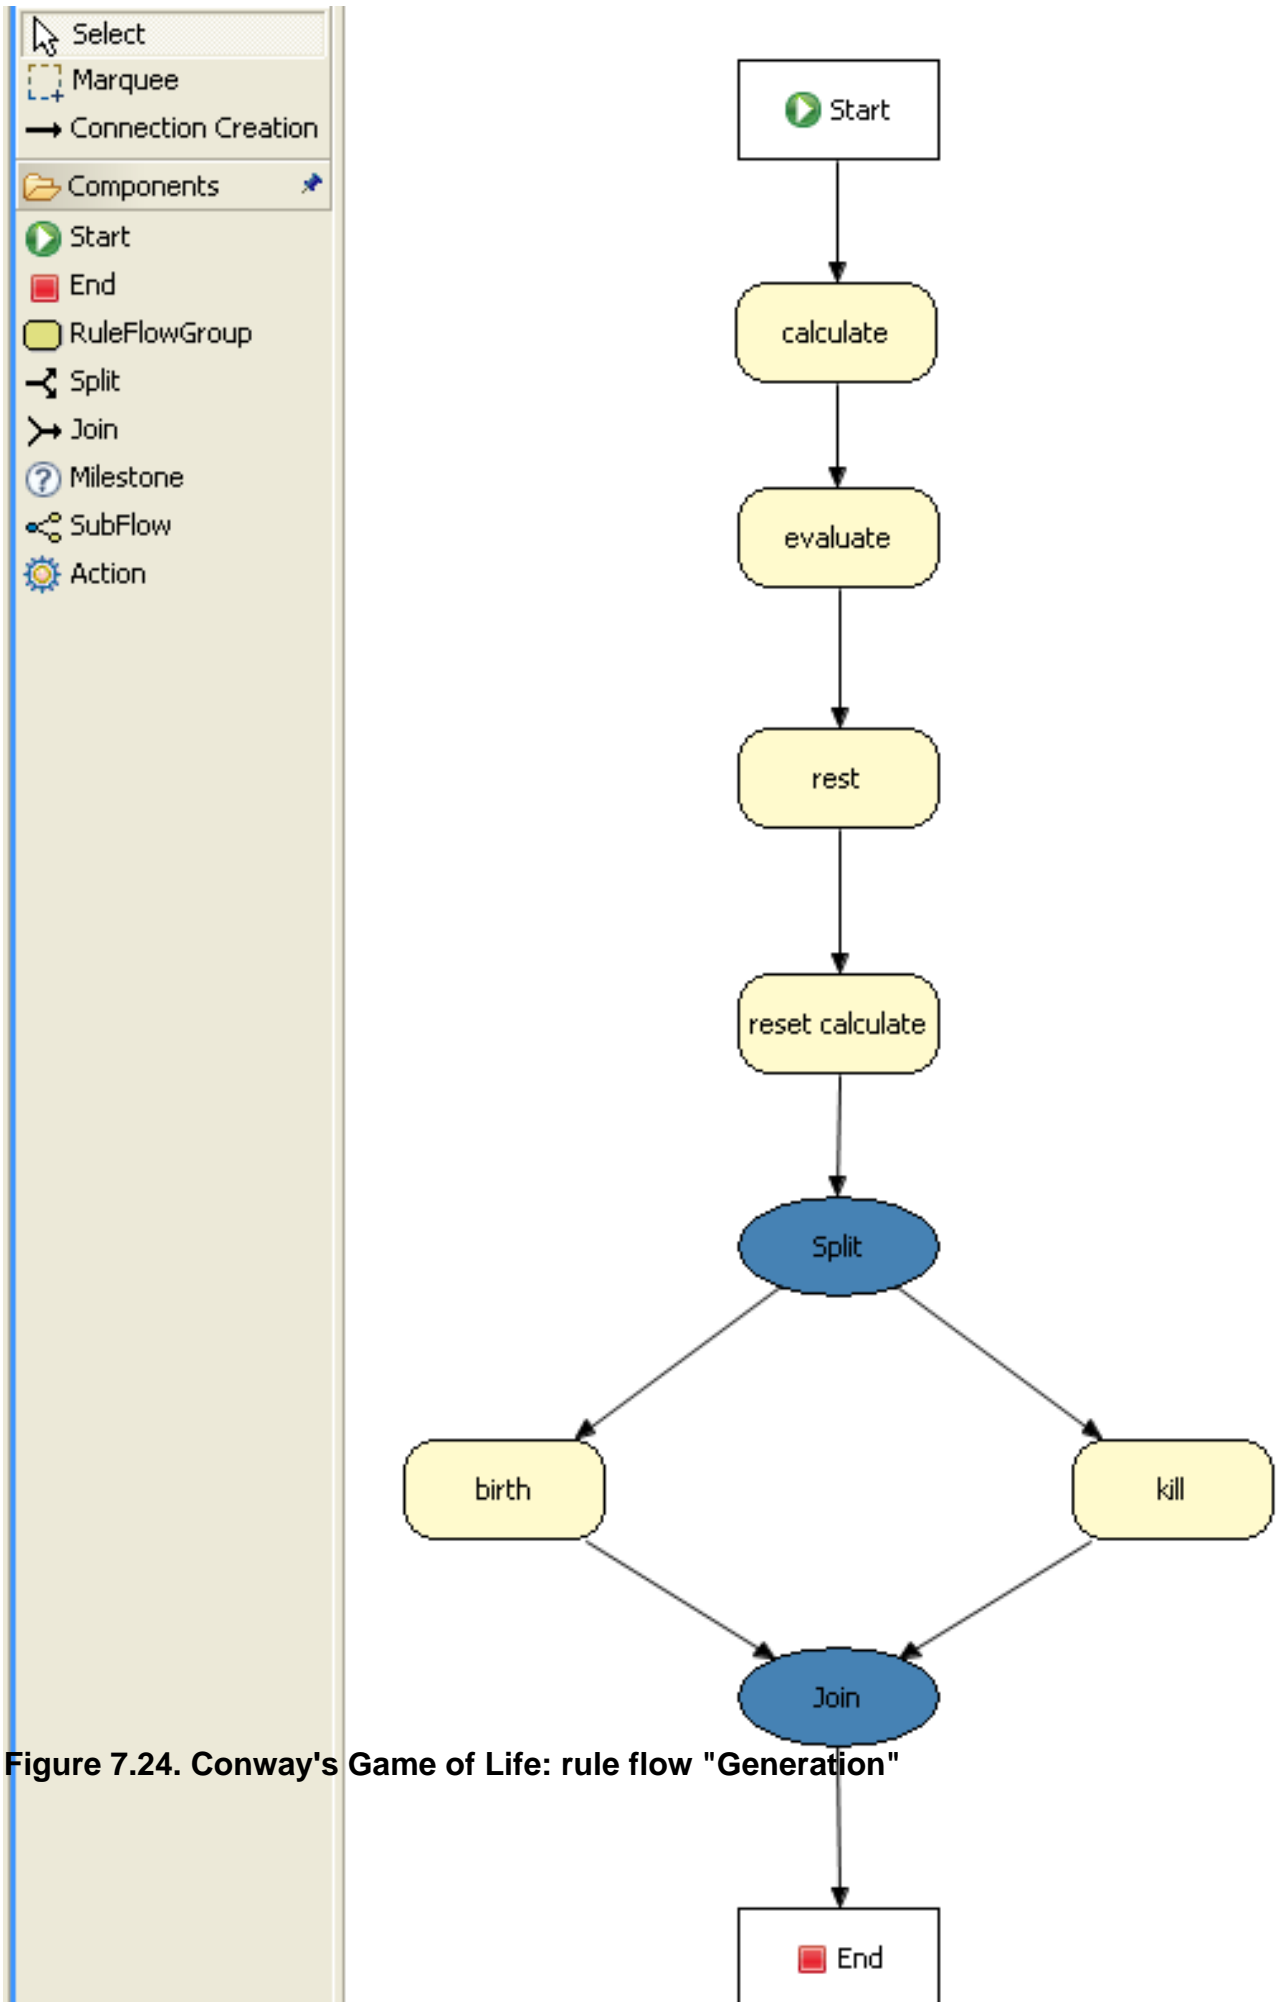 Select
Marquee
Connection Creation
Components
Start
End
RuleFlowGroup
Split
Join
Milestone
SubFlow
Action
Start
calculate
evaluate
rest
reset calculate
Split
birth
kill
Join
Figure 7.24. Conway's Game of Life: rule flow "Generation"
End